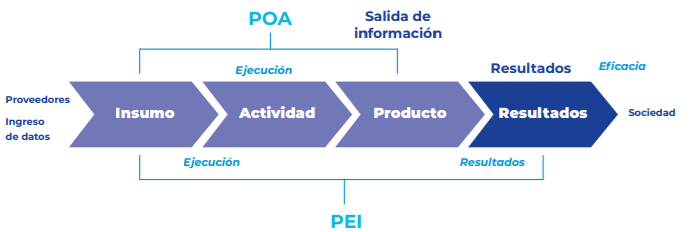 POA
Salida de
información
Ejecución
Resultados
Eficacia
Proveedores
Ingreso
de datos
Insumo
Actividad
Producto
Resultados
Sociedad
Ejecución
Resultados
PEI